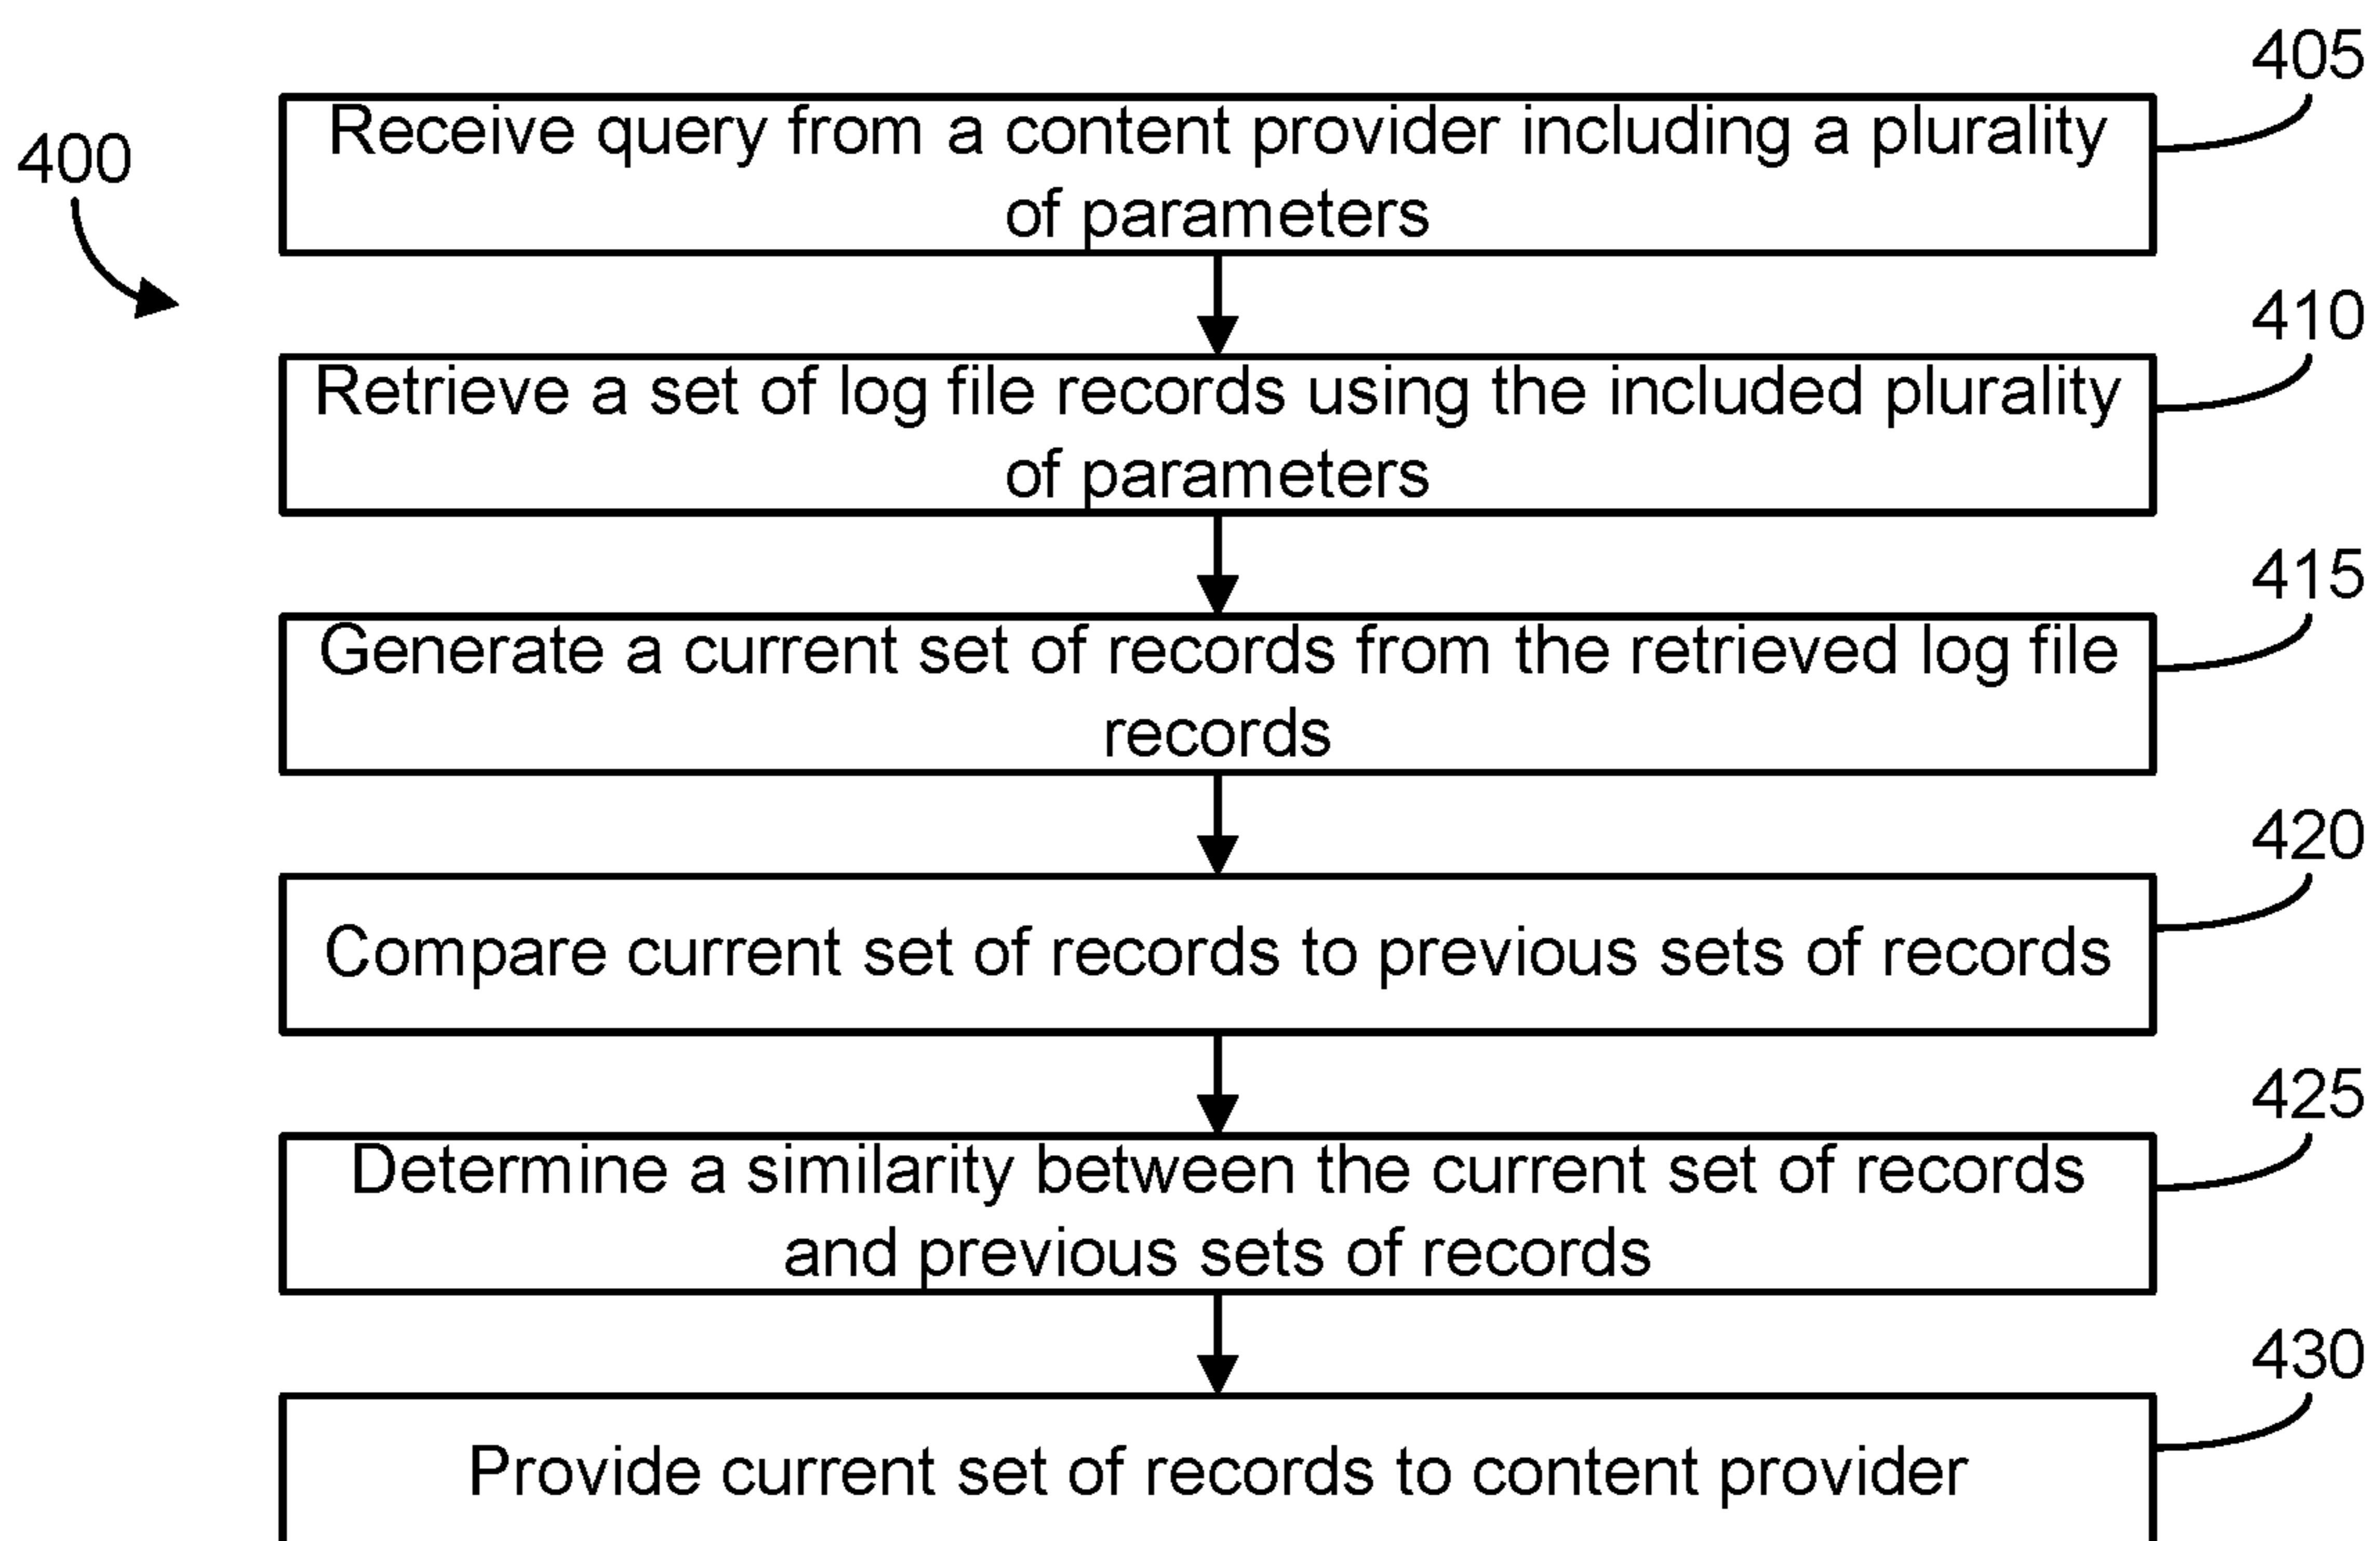 405
Receive query from a content provider including a plurality
of parameters
400
410
Retrieve a set of log file records using the included plurality
of parameters
415
Generate a current set of records from the retrieved log file
records
420
Compare current set of records to previous sets of records
425
Determine a similarity between the current set of records
and previous sets of records
430
Provide current set of records to content provider